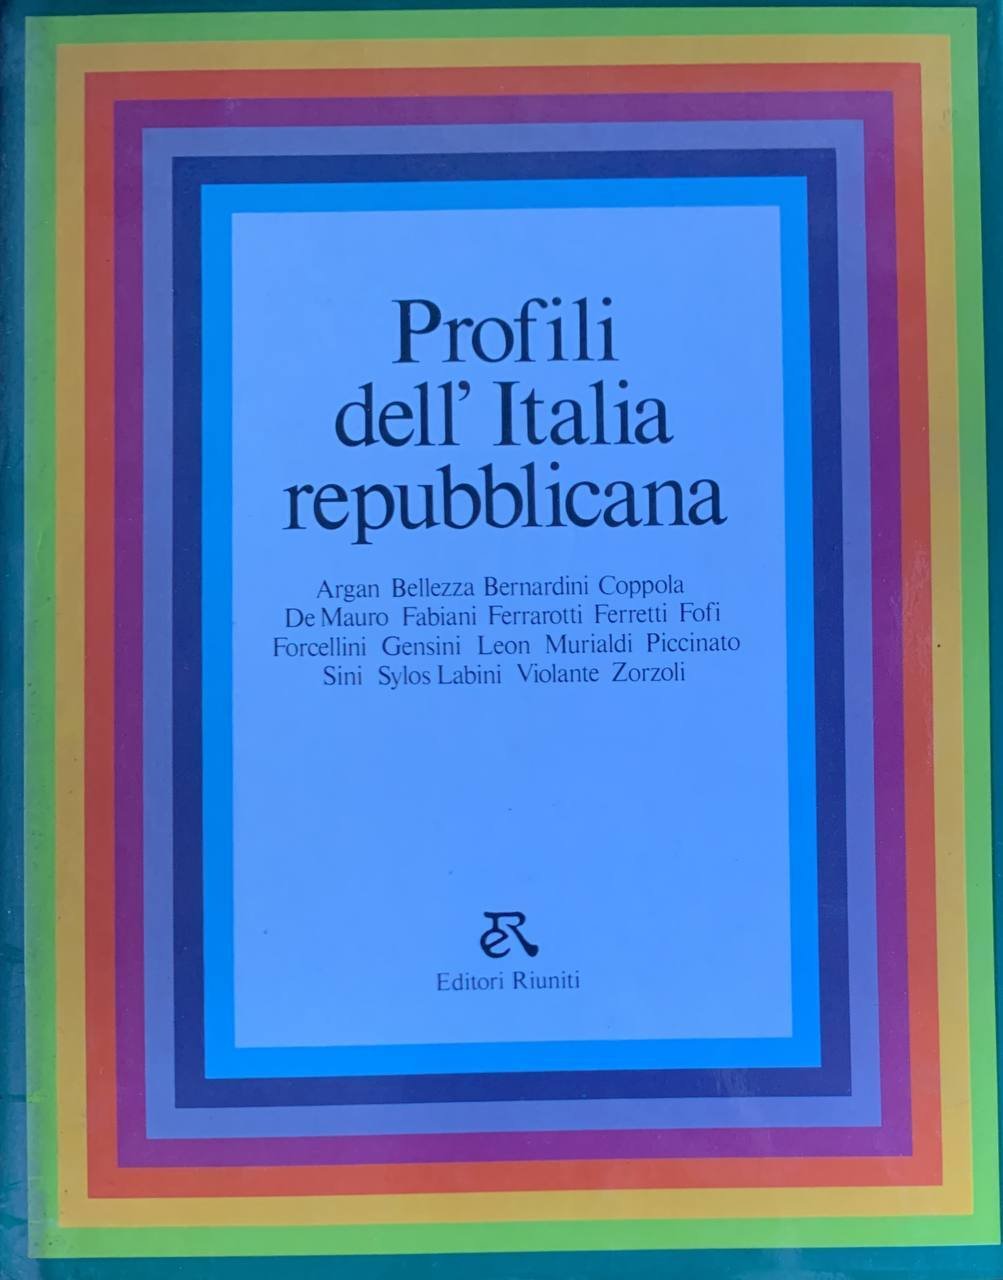 Profili
dell' Italia
repubblicana
Argan Bellezza Bernardini Coppola
De Mauro Fabiani Ferrarotti Ferretti Fofi
Forcellini Gensini Leon Murialdi Piccinato
Sini Sylos Labini Violante Zorzoli
eR
Editori Riuniti